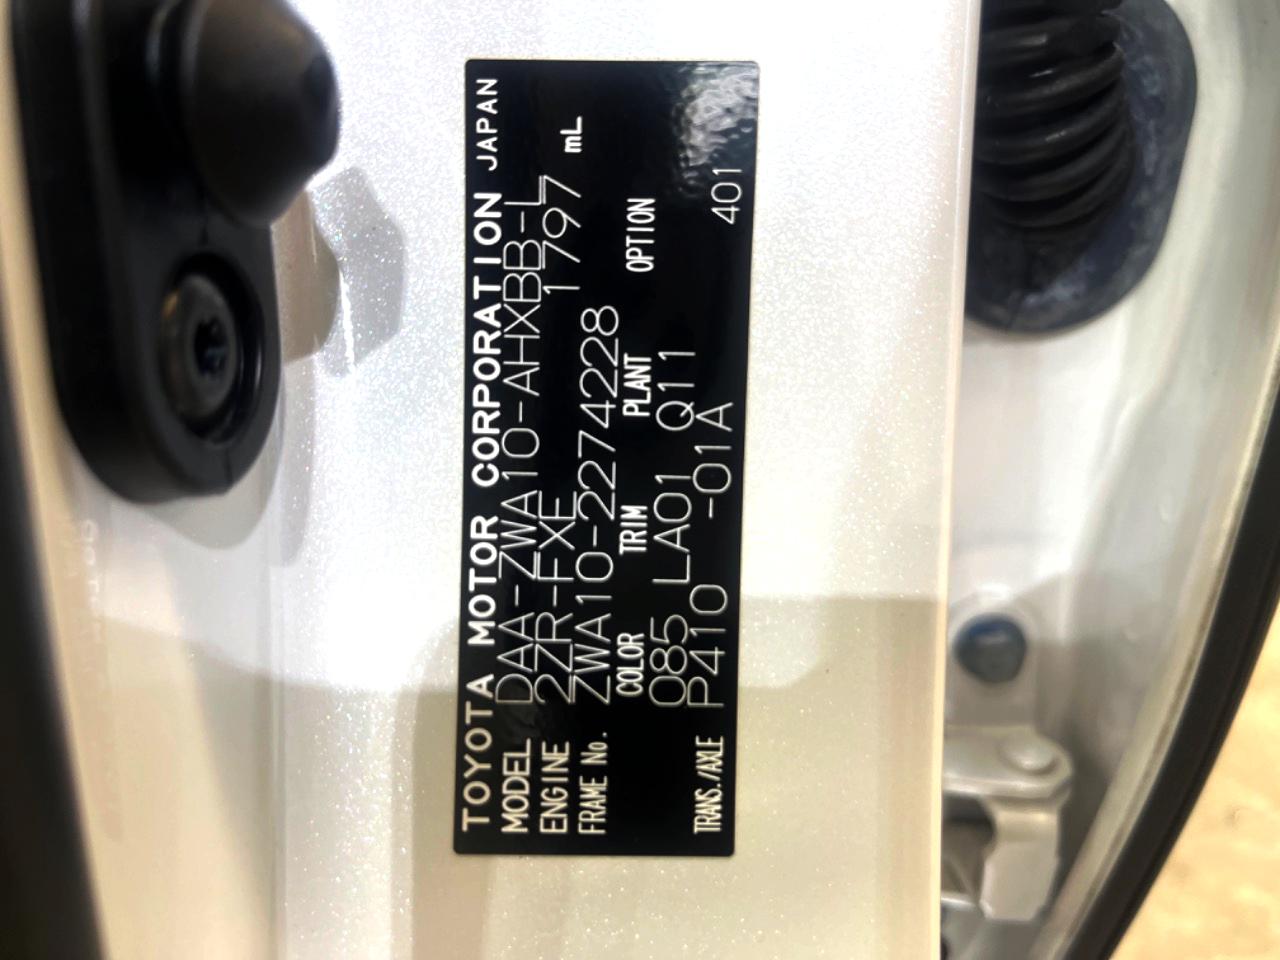 TOYOTA MOTOR CORPORATION JAPAN
MODEL DAA-ZWA10-AHXBB-L
ENGINE 2ZR-FXE 1797 mL
FRAME No. ZWA10-2274228
COLOR TRIM PLANT OPTION
085 LA01 Q11
TRANS./AXLE P410 -01A 401